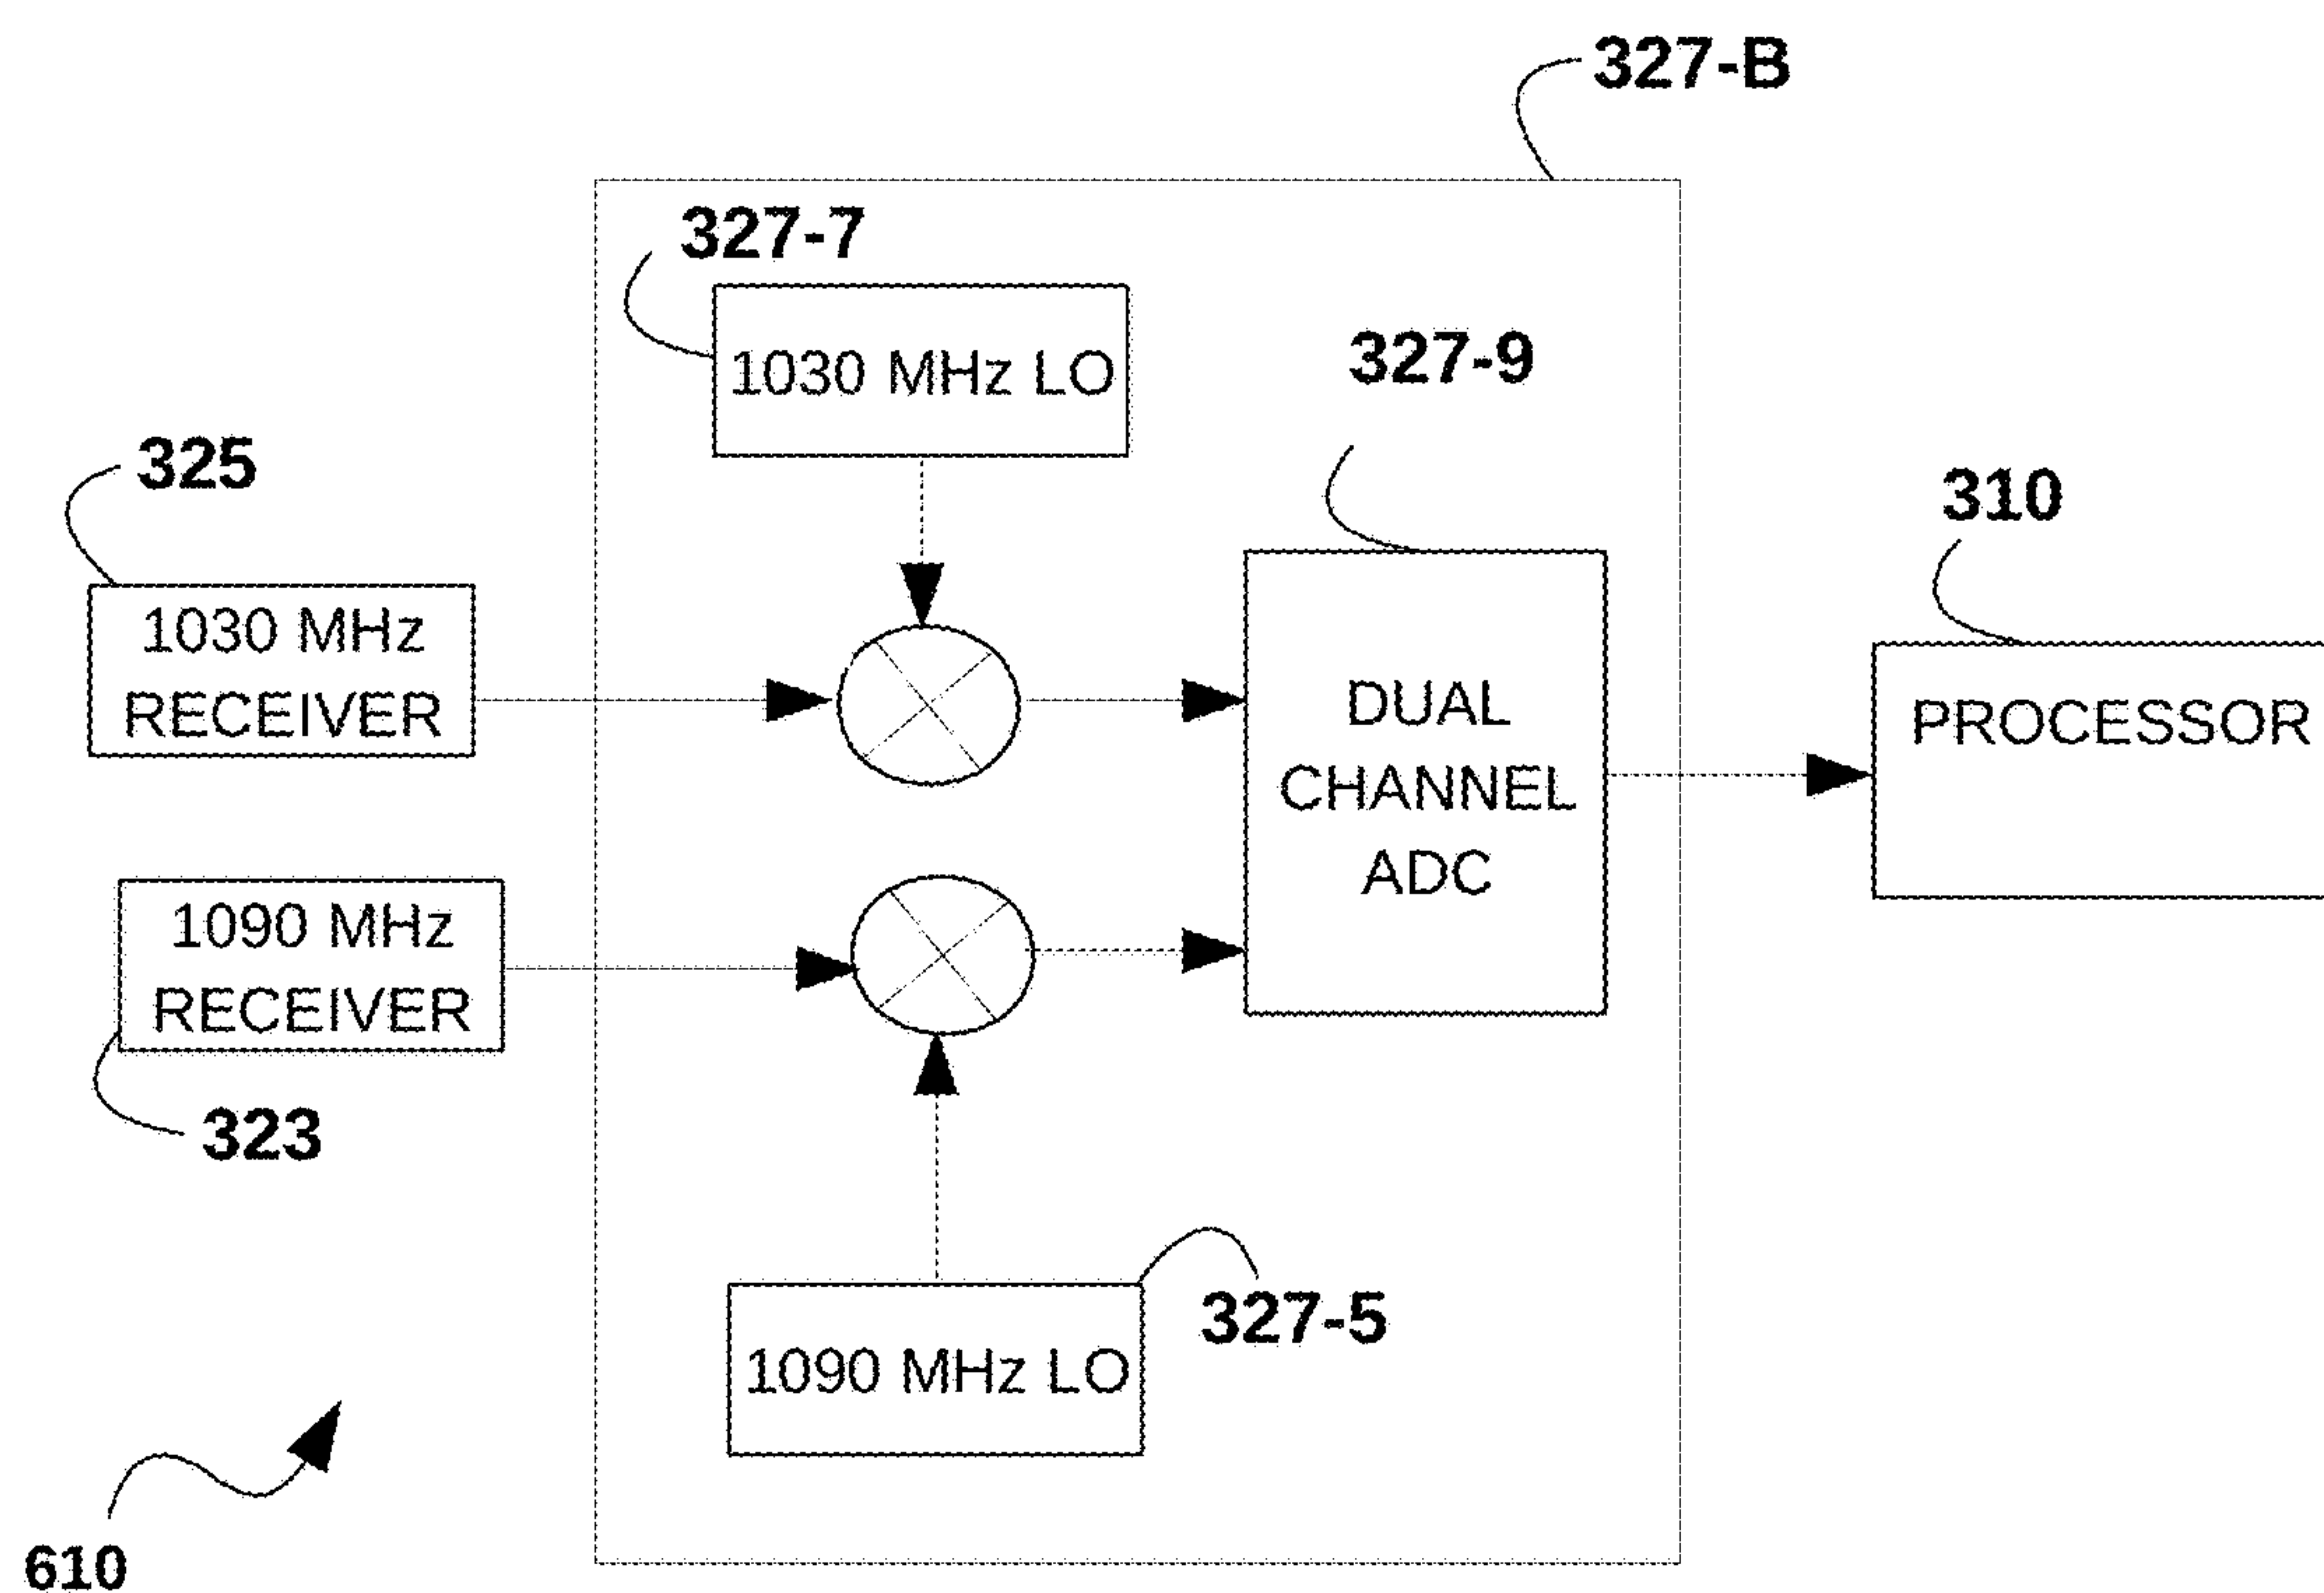 327-B
327-7
1030 MHz LO
327-9
325
310
1030 MHz
RECEIVER
DUAL
CHANNEL
ADC
PROCESSOR
1090 MHz
RECEIVER
323
327-5
1090 MHz LO
610